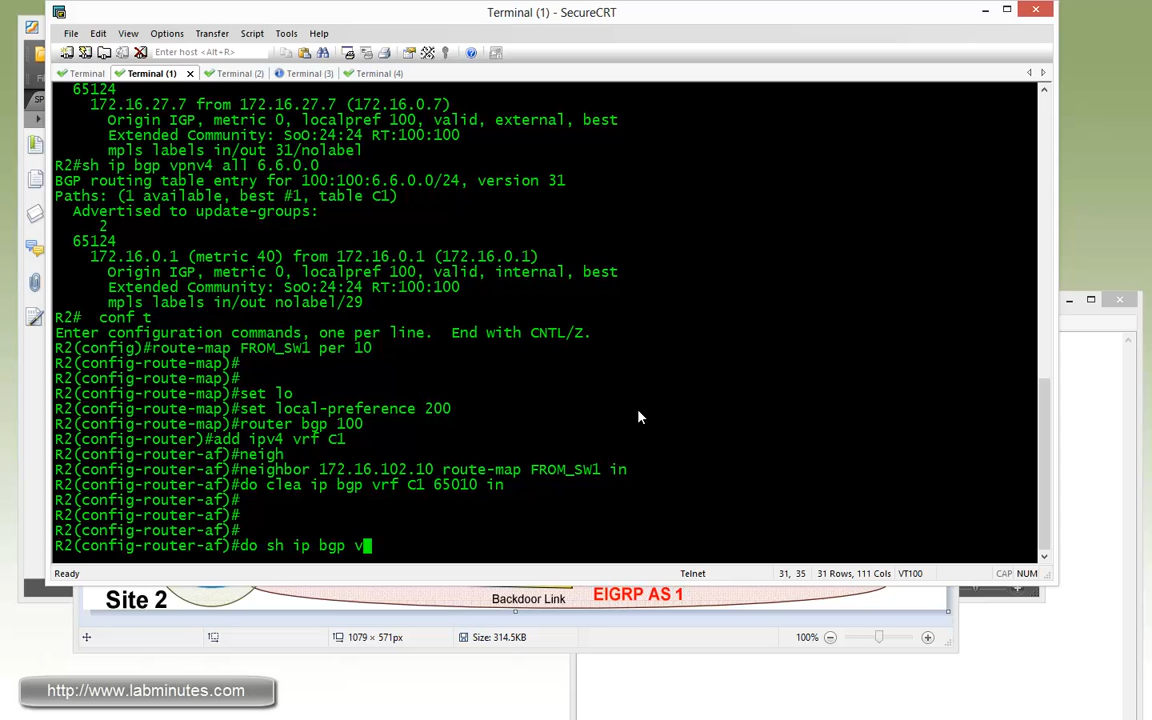 Terminal (1) - SecureCRT
File Edit View Options Transfer Script Tools Help
Enter host <Alt+R>
Terminal Terminal (1) Terminal (2) Terminal (3) Terminal (4)
65124
172.16.27.7 from 172.16.27.7 (172.16.0.7)
Origin IGP, metric 0, localpref 100, valid, external, best
Extended Community: SoO:24:24 RT:100:100
mpls labels in/out 31/nolabel
R2#sh ip bgp vpnv4 all 6.6.0.0
BGP routing table entry for 100:100:6.6.0.0/24, version 31
Paths: (1 available, best #1, table C1)
Advertised to update-groups:
2
65124
172.16.0.1 (metric 40) from 172.16.0.1 (172.16.0.1)
Origin IGP, metric 0, localpref 100, valid, internal, best
Extended Community: SoO:24:24 RT:100:100
mpls labels in/out nolabel/29
R2#  conf t
Enter configuration commands, one per line.  End with CNTL/Z.
R2(config)#route-map FROM_SW1 per 10
R2(config-route-map)#
R2(config-route-map)#
R2(config-route-map)#set lo
R2(config-route-map)#set local-preference 200
R2(config-route-map)#router bgp 100
R2(config-router)#add ipv4 vrf C1
R2(config-router-af)#neigh
R2(config-router-af)#neighbor 172.16.102.10 route-map FROM_SW1 in
R2(config-router-af)#do clea ip bgp vrf C1 65010 in
R2(config-router-af)#
R2(config-router-af)#
R2(config-router-af)#
R2(config-router-af)#do sh ip bgp v
Ready Telnet 31, 35 31 Rows, 111 Cols VT100 CAP NUM
Site 2 Backdoor Link EIGRP AS 1
1079 × 571px Size: 314.5KB 100%
http://www.labminutes.com